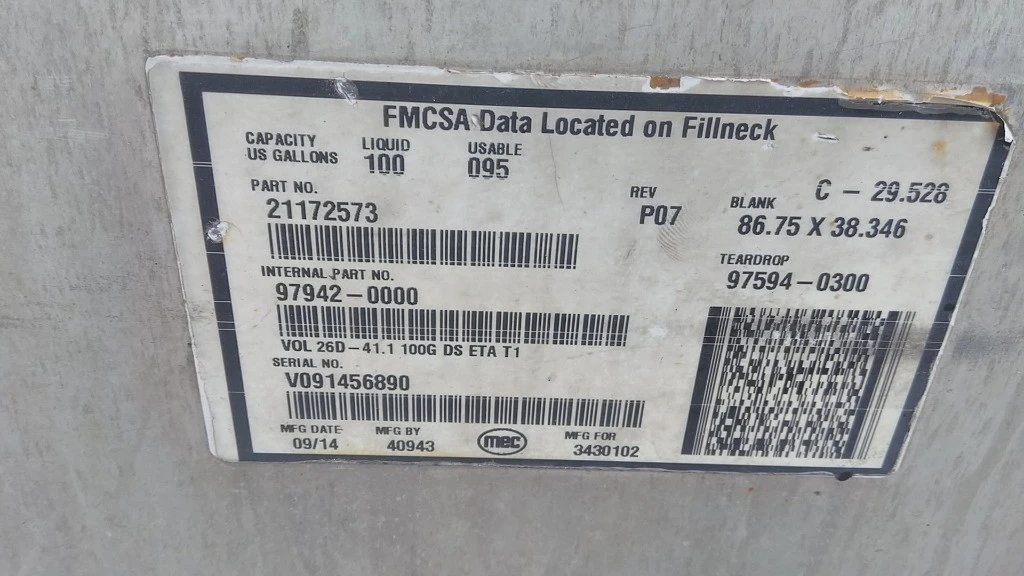 FMCSA Data Located on Fillneck
CAPACITY US GALLONS
LIQUID 100
USABLE 095
PART NO.
21172573
REV P07
C - 29.528
BLANK
86.75 X 38.346
INTERNAL PART NO.
97942-0000
TEARDROP
97594-0300
VOL 26D-41.1 100G DS ETA T1
SERIAL NO.
V091456890
MFG DATE 09/14
MFG BY 40943
mec
MFG FOR 3430102